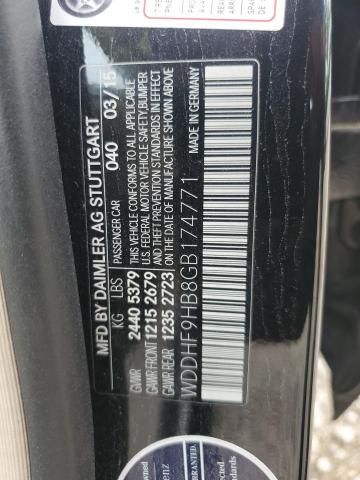 MFD BY DAIMLER AG STUTTGART
PASSENGER CAR 040 03/15
KG LBS
GVWR 2440 5379
GAWR FRONT 1215 2679
GAWR REAR 1235 2723
THIS VEHICLE CONFORMS TO ALL APPLICABLE
U.S. FEDERAL MOTOR VEHICLE SAFETY, BUMPER
AND THEFT PREVENTION STANDARDS IN EFFECT
ON THE DATE OF MANUFACTURE SHOWN ABOVE
WDDHF9HB8GB174771
MADE IN GERMANY